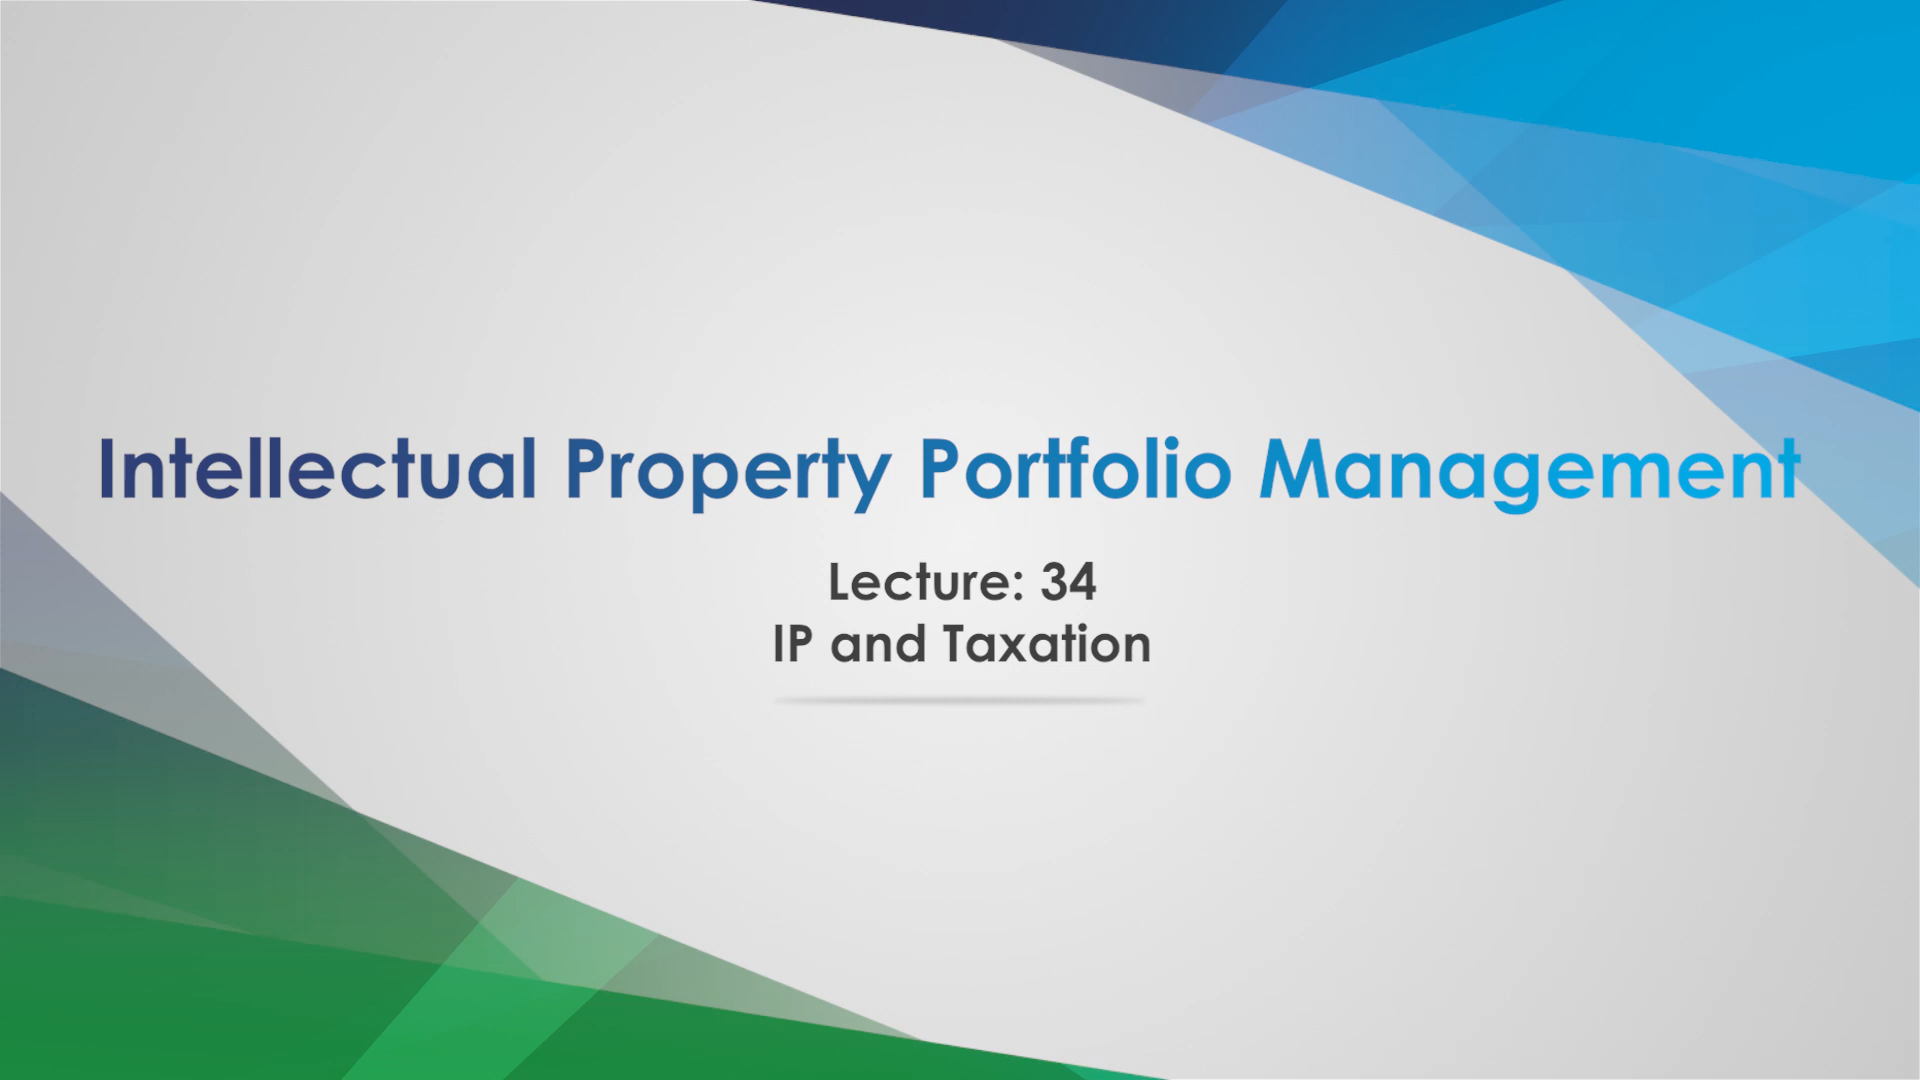 Intellectual Property Portfolio Management
Lecture: 34
IP and Taxation